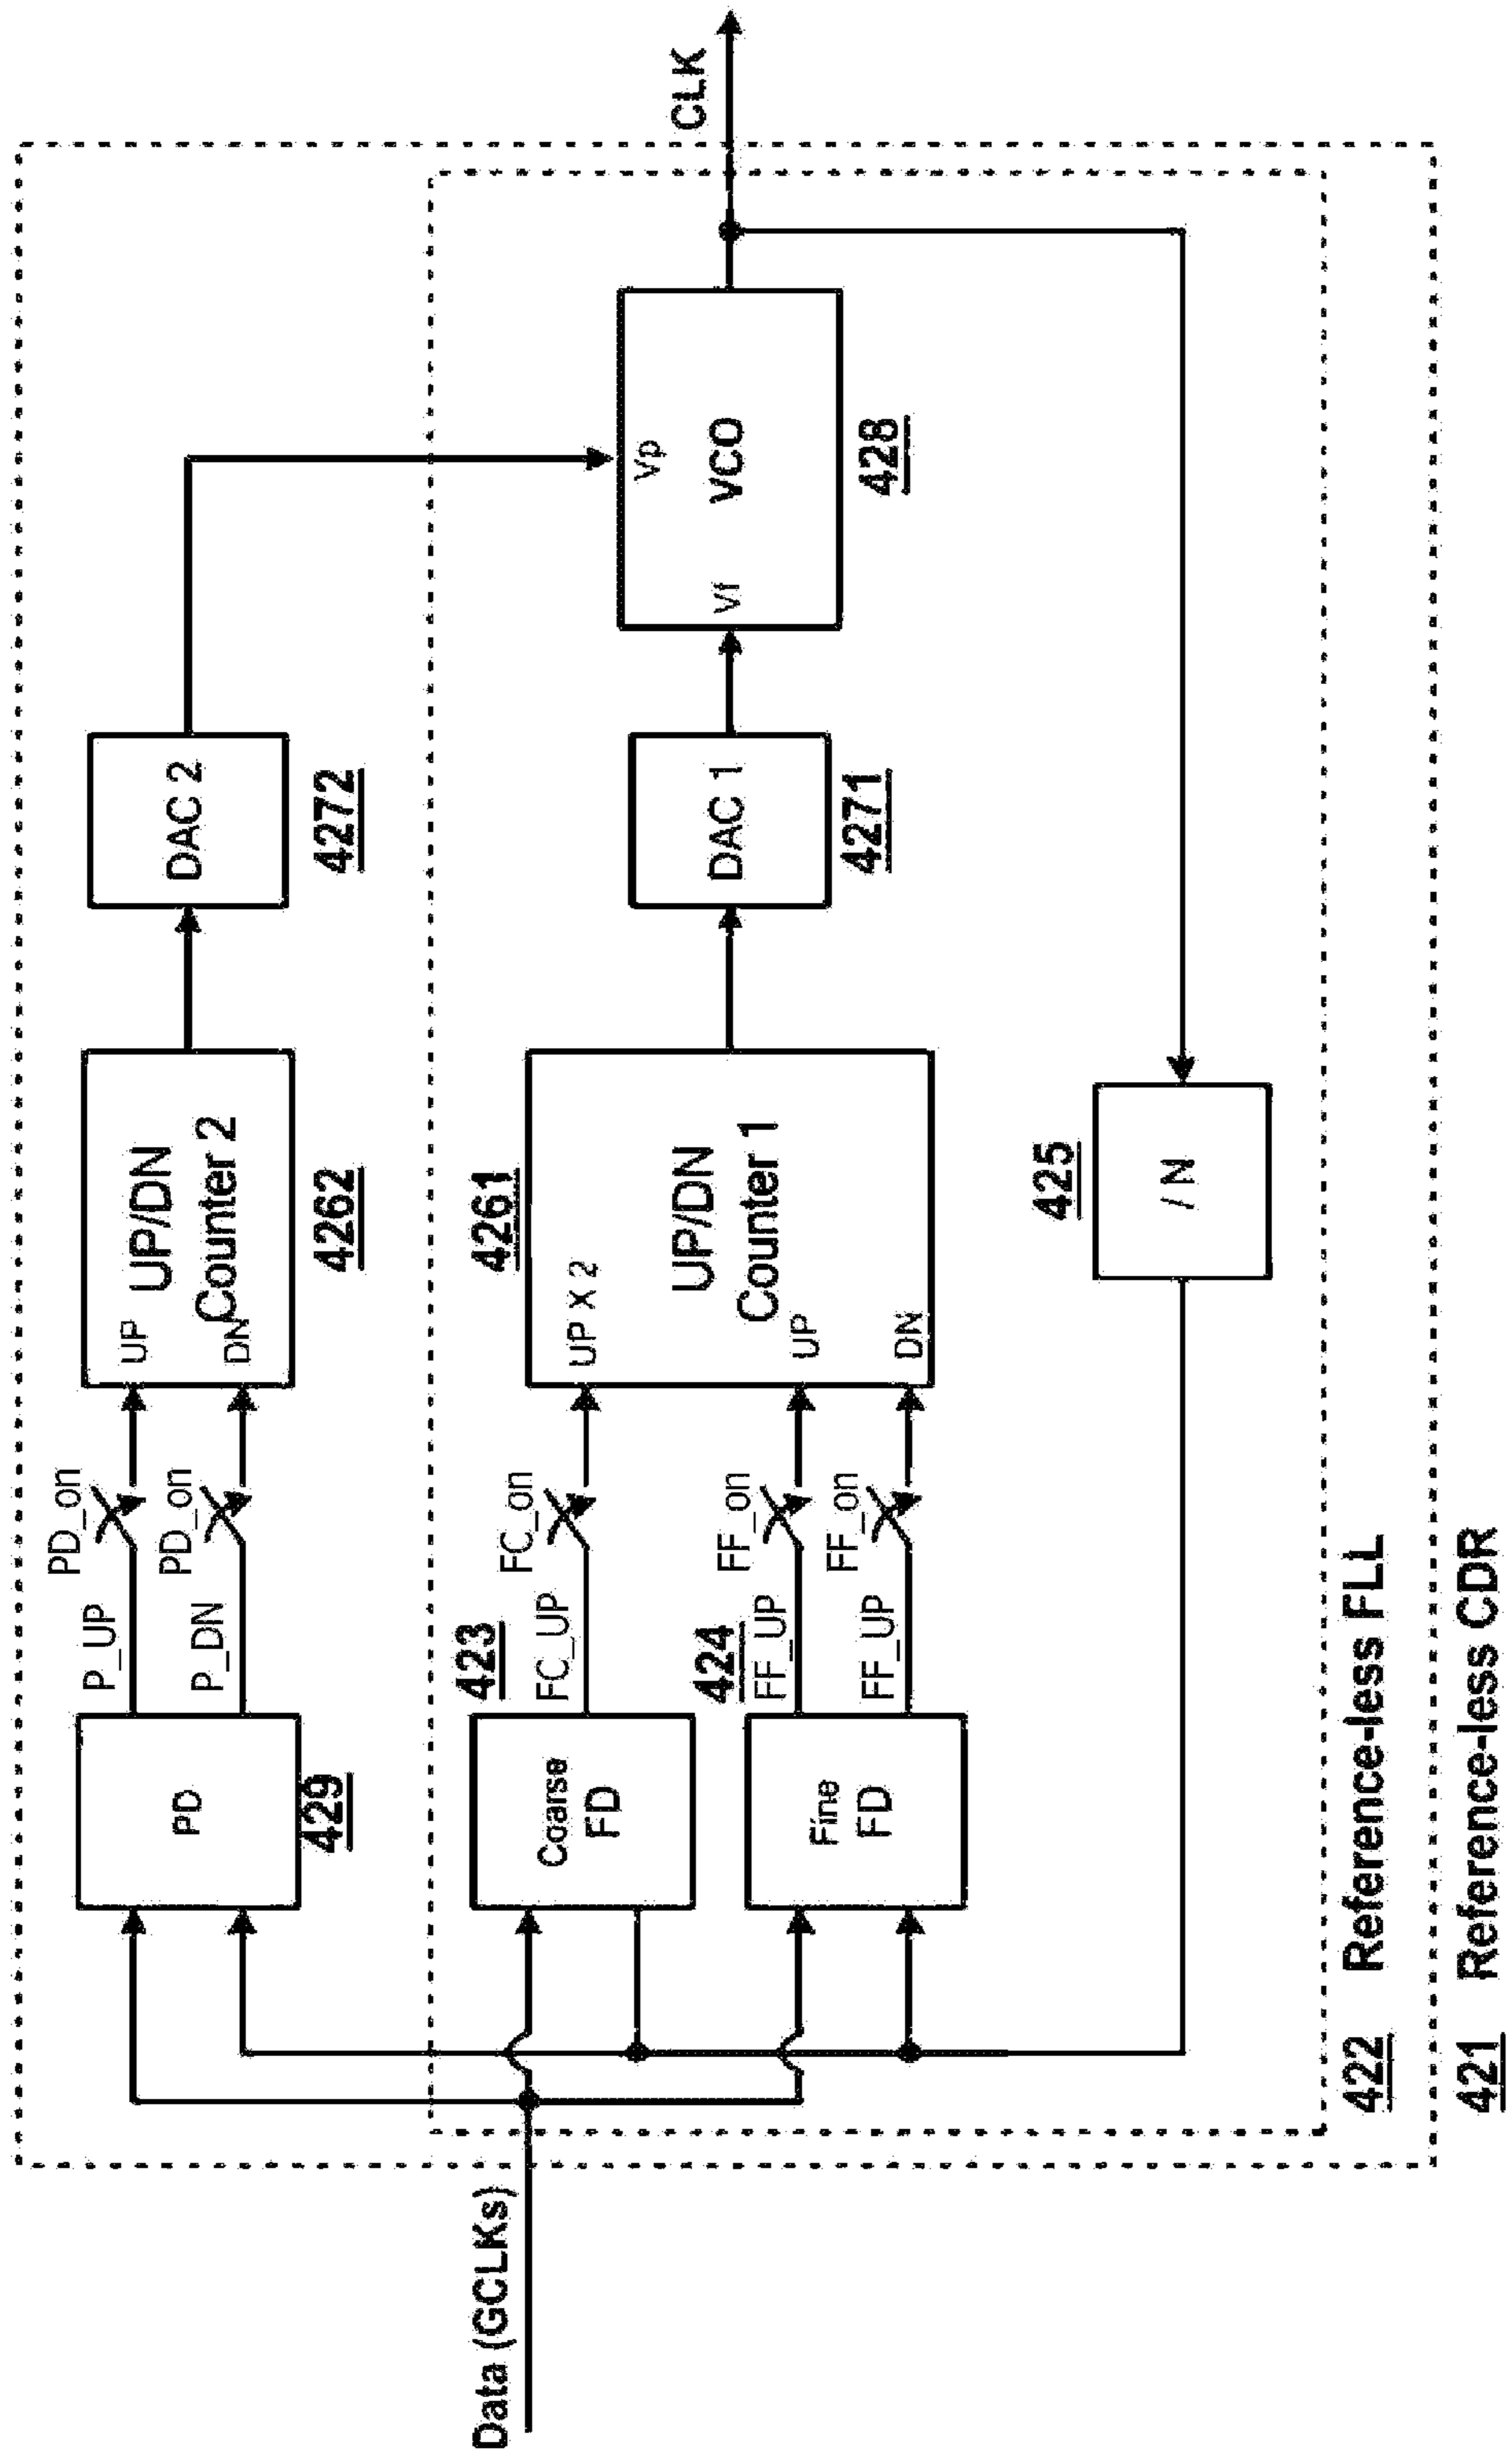 Data (GCLKs)
PD
429
P_UP
P_DN
PD_on
PD_on
UP
DN
UP/DN
Counter 2
4262
DAC 2
4272
Coarse
FD
423
FC_UP
FC_on
Fine
FD
424
FF_UP
FF_UP
FF_on
FF_on
UP X 2
UP
DN
UP/DN
Counter 1
4261
DAC 1
4271
Vp
Vf
VCO
428
CLK
/ N
425
422 Reference-less FLL
421 Reference-less CDR